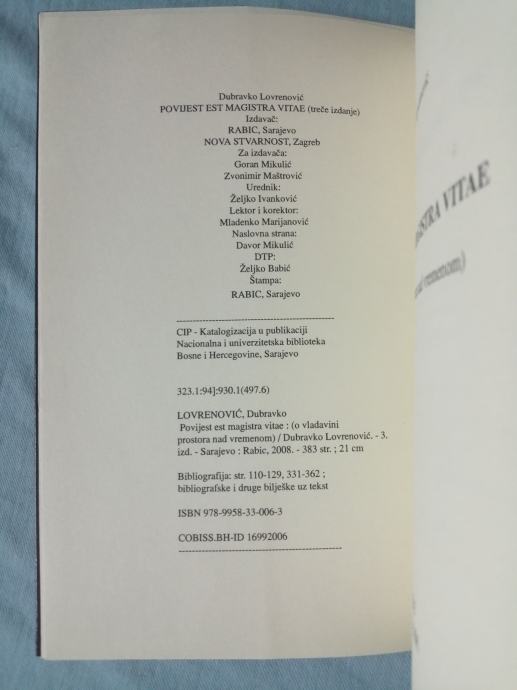 Dubravko Lovrenović
POVIJEST EST MAGISTRA VITAE (treče izdanje)
Izdavač:
RABIC, Sarajevo
NOVA STVARNOST, Zagreb
Za izdavača:
Goran Mikulić
Zvonimir Maštrović
Urednik:
Željko Ivanković
Lektor i korektor:
Mladenko Marijanović
Naslovna strana:
Davor Mikulić
DTP:
Željko Babić
Štampa:
RABIC, Sarajevo
------------------------------------------------
CIP - Katalogizacija u publikaciji
Nacionalna i univerzitetska biblioteka
Bosne i Hercegovine, Sarajevo
323.1:94].930.1(497.6)
LOVRENOVIĆ, Dubravko
Povijest est magistra vitae : (o vladavini
prostora nad vremenom) / Dubravko Lovrenović. - 3.
izd. - Sarajevo : Rabic, 2008. - 383 str. ; 21 cm
Bibliografija: str. 110-129, 331-362 ;
bibliografske i druge bilješke uz tekst
ISBN 978-9958-33-006-3
COBISS.BH-ID 16992006
------------------------------------------------
VITAE
vremenom)